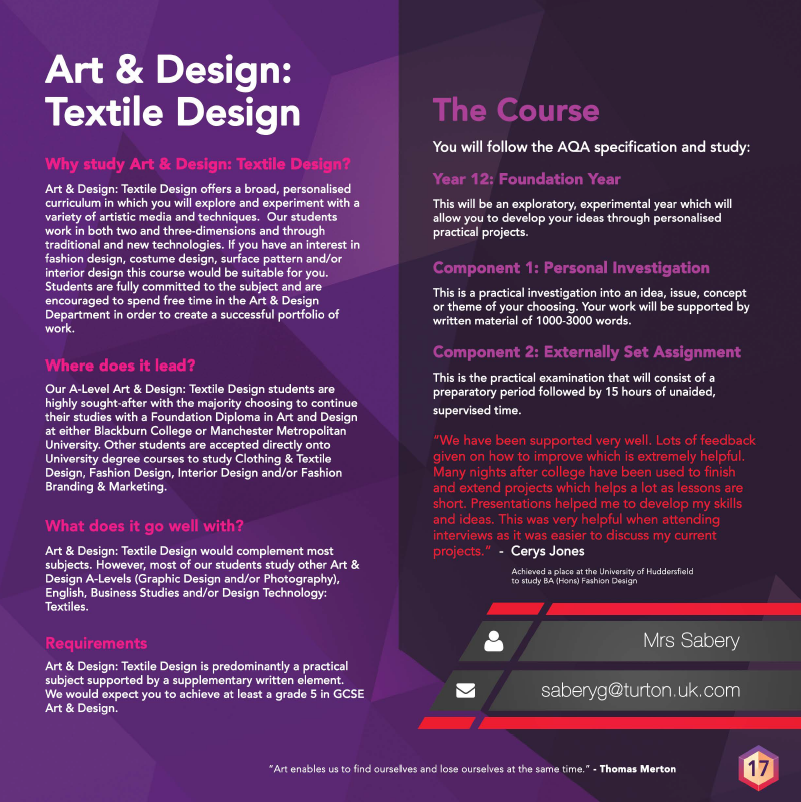 Art & Design:
Textile Design
Why study Art & Design: Textile Design?
Art & Design: Textile Design offers a broad, personalised
curriculum in which you will explore and experiment with a
variety of artistic media and techniques.  Our students
work in both two and three-dimensions and through
traditional and new technologies. If you have an interest in
fashion design, costume design, surface pattern and/or
interior design this course would be suitable for you.
Students are fully committed to the subject and are
encouraged to spend free time in the Art & Design
Department in order to create a successful portfolio of
work.
Where does it lead?
Our A-Level Art & Design: Textile Design students are
highly sought-after with the majority choosing to continue
their studies with a Foundation Diploma in Art and Design
at either Blackburn College or Manchester Metropolitan
University. Other students are accepted directly onto
University degree courses to study Clothing & Textile
Design, Fashion Design, Interior Design and/or Fashion
Branding & Marketing.
What does it go well with?
Art & Design: Textile Design would complement most
subjects. However, most of our students study other Art &
Design A-Levels (Graphic Design and/or Photography),
English, Business Studies and/or Design Technology:
Textiles.
Requirements
Art & Design: Textile Design is predominantly a practical
subject supported by a supplementary written element.
We would expect you to achieve at least a grade 5 in GCSE
Art & Design.
The Course
You will follow the AQA specification and study:
Year 12: Foundation Year
This will be an exploratory, experimental year which will
allow you to develop your ideas through personalised
practical projects.
Component 1: Personal Investigation
This is a practical investigation into an idea, issue, concept
or theme of your choosing. Your work will be supported by
written material of 1000-3000 words.
Component 2: Externally Set Assignment
This is the practical examination that will consist of a
preparatory period followed by 15 hours of unaided,
supervised time.
“We have been supported very well. Lots of feedback
given on how to improve which is extremely helpful.
Many nights after college have been used to finish
and extend projects which helps a lot as lessons are
short. Presentations helped me to develop my skills
and ideas. This was very helpful when attending
interviews as it was easier to discuss my current
projects.” - Cerys Jones
Achieved a place at the University of Huddersfield
to study BA (Hons) Fashion Design
Mrs Sabery
saberyg@turton.uk.com
“Art enables us to find ourselves and lose ourselves at the same time.” - Thomas Merton
17